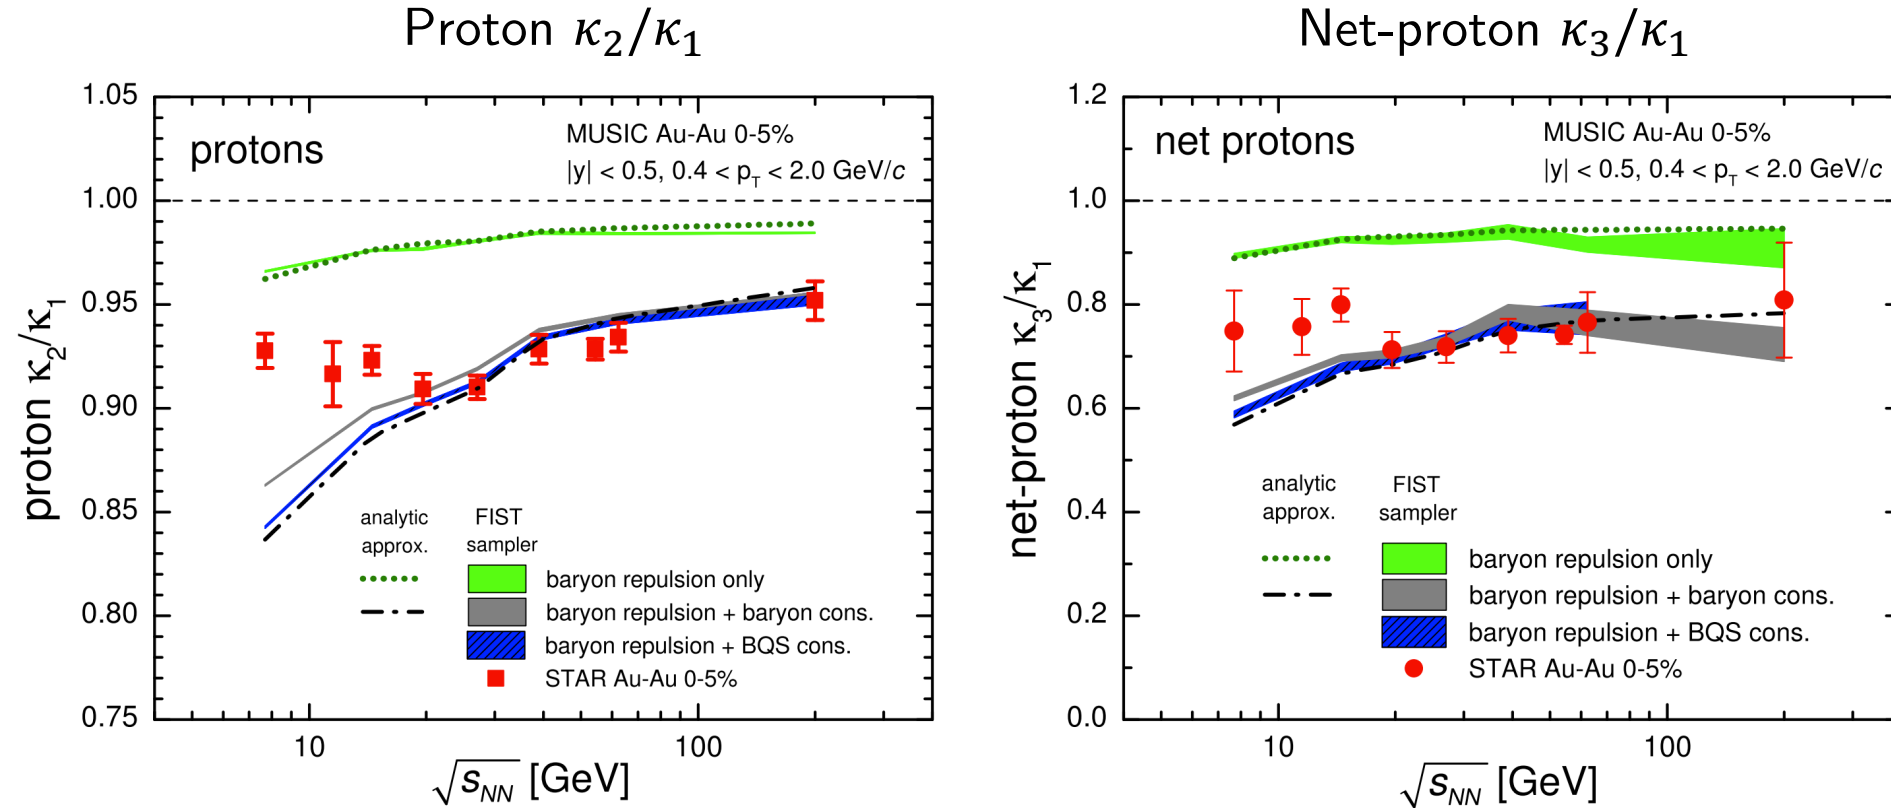 Proton κ₂/κ₁
1.05
1.00
0.95
0.90
0.85
0.80
0.75
proton κ₂/κ₁
protons
MUSIC Au-Au 0-5%
|y| < 0.5, 0.4 < p_T < 2.0 GeV/c
analytic approx.
FIST sampler
baryon repulsion only
baryon repulsion + baryon cons.
baryon repulsion + BQS cons.
STAR Au-Au 0-5%
10
100
√s_NN [GeV]
Net-proton κ₃/κ₁
1.2
1.0
0.8
0.6
0.4
0.2
0.0
net-proton κ₃/κ₁
net protons
MUSIC Au-Au 0-5%
|y| < 0.5, 0.4 < p_T < 2.0 GeV/c
analytic approx.
FIST sampler
baryon repulsion only
baryon repulsion + baryon cons.
baryon repulsion + BQS cons.
STAR Au-Au 0-5%
10
100
√s_NN [GeV]